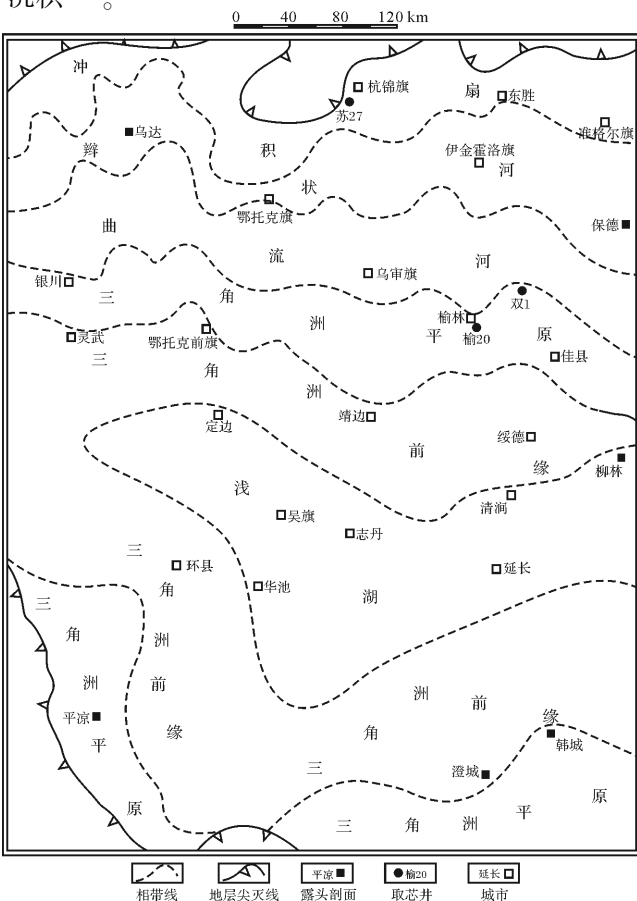 沉积 。
0 40 80 120 km
冲 积 扇
杭锦旗
苏27
东胜
准格尔旗
乌达
辫 状 河
伊金霍洛旗
鄂托克旗
保德
曲 流 河
银川
乌审旗
双1
三 角 洲 平 原
榆林
榆20
灵武
鄂托克前旗
佳县
三 角 洲 前 缘
定边
靖边
绥德
柳林
清涧
浅 湖
吴旗
志丹
环县
华池
延长
三 角 洲 前 缘
三 角 洲 平 原
平凉
三 角 洲 前 缘
韩城
澄城
三 角 洲 平 原
平凉 榆20 延长
相带线 地层尖灭线 露头剖面 取芯井 城市